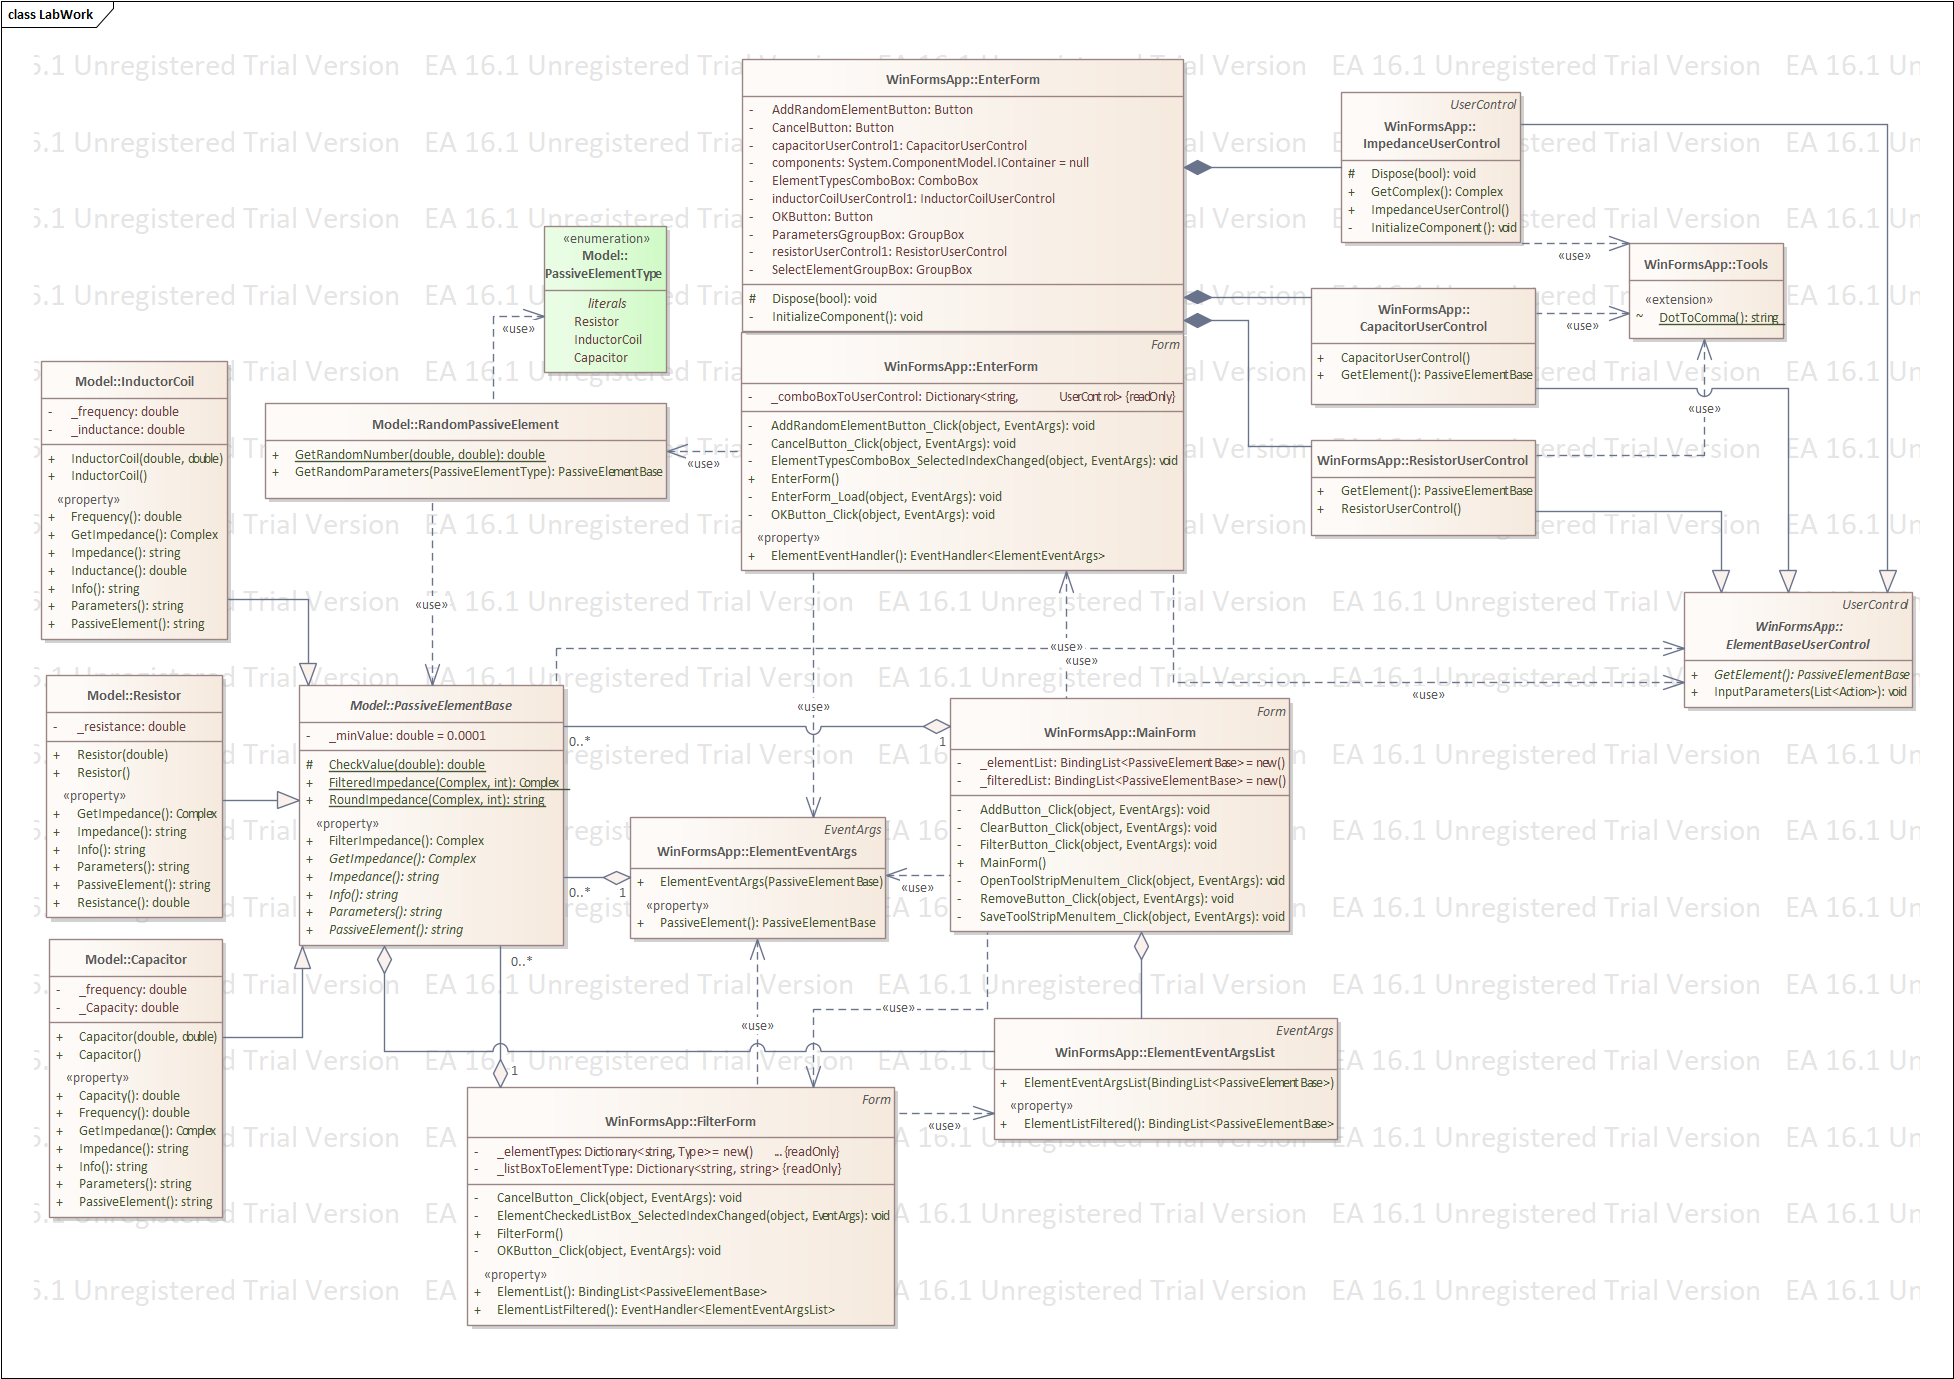 class LabWork
WinFormsApp::EnterForm
- AddRandomElementButton: Button
- CancelButton: Button
- capacitorUserControl1: CapacitorUserControl
- components: System.ComponentModel.IContainer = null
- ElementTypesComboBox: ComboBox
- inductorCoilUserControl1: InductorCoilUserControl
- OKButton: Button
- ParametersGgroupBox: GroupBox
- resistorUserControl1: ResistorUserControl
- SelectElementGroupBox: GroupBox
# Dispose(bool): void
- InitializeComponent(): void
Form
WinFormsApp::EnterForm
- _comboBoxToUserControl: Dictionary<string, UserControl> {readOnly}
- AddRandomElementButton_Click(object, EventArgs): void
- CancelButton_Click(object, EventArgs): void
- ElementTypesComboBox_SelectedIndexChanged(object, EventArgs): void
+ EnterForm()
- EnterForm_Load(object, EventArgs): void
- OKButton_Click(object, EventArgs): void
«property»
+ ElementEventHandler(): EventHandler<ElementEventArgs>
UserControl
WinFormsApp::
ImpedanceUserControl
# Dispose(bool): void
+ GetComplex(): Complex
+ ImpedanceUserControl()
- InitializeComponent(): void
«use»
WinFormsApp::Tools
«extension»
~ DotToComma(): string
WinFormsApp::
CapacitorUserControl
+ CapacitorUserControl()
+ GetElement(): PassiveElementBase
«use»
«use»
WinFormsApp::ResistorUserControl
+ GetElement(): PassiveElementBase
+ ResistorUserControl()
UserControl
WinFormsApp::
ElementBaseUserControl
+ GetElement(): PassiveElementBase
+ InputParameters(List<Action>): void
«enumeration»
Model::
PassiveElementType
literals
Resistor
InductorCoil
Capacitor
«use»
Model::RandomPassiveElement
+ GetRandomNumber(double, double): double
+ GetRandomParameters(PassiveElementType): PassiveElementBase
«use»
«use»
Model::InductorCoil
- _frequency: double
- _inductance: double
+ InductorCoil(double, double)
+ InductorCoil()
«property»
+ Frequency(): double
+ GetImpedance(): Complex
+ Impedance(): string
+ Inductance(): double
+ Info(): string
+ Parameters(): string
+ PassiveElement(): string
Model::Resistor
- _resistance: double
+ Resistor(double)
+ Resistor()
«property»
+ GetImpedance(): Complex
+ Impedance(): string
+ Info(): string
+ Parameters(): string
+ PassiveElement(): string
+ Resistance(): double
Model::Capacitor
- _frequency: double
- _Capacity: double
+ Capacitor(double, double)
+ Capacitor()
«property»
+ Capacity(): double
+ Frequency(): double
+ GetImpedance(): Complex
+ Impedance(): string
+ Info(): string
+ Parameters(): string
+ PassiveElement(): string
Model::PassiveElementBase
- _minValue: double = 0.0001
# CheckValue(double): double
+ FilteredImpedance(Complex, int): Complex
+ RoundImpedance(Complex, int): string
«property»
+ FilterImpedance(): Complex
+ GetImpedance(): Complex
+ Impedance(): string
+ Info(): string
+ Parameters(): string
+ PassiveElement(): string
«use»
«use»
«use»
«use»
0..*
1
0..*
1
0..*
1
EventArgs
WinFormsApp::ElementEventArgs
+ ElementEventArgs(PassiveElementBase)
«property»
+ PassiveElement(): PassiveElementBase
«use»
Form
WinFormsApp::MainForm
- _elementList: BindingList<PassiveElementBase> = new()
- _filteredList: BindingList<PassiveElementBase> = new()
- AddButton_Click(object, EventArgs): void
- ClearButton_Click(object, EventArgs): void
- FilterButton_Click(object, EventArgs): void
+ MainForm()
- OpenToolStripMenuItem_Click(object, EventArgs): void
- RemoveButton_Click(object, EventArgs): void
- SaveToolStripMenuItem_Click(object, EventArgs): void
«use»
«use»
EventArgs
WinFormsApp::ElementEventArgsList
+ ElementEventArgsList(BindingList<PassiveElementBase>)
«property»
+ ElementListFiltered(): BindingList<PassiveElementBase>
«use»
Form
WinFormsApp::FilterForm
- _elementTypes: Dictionary<string, Type> = new() ... {readOnly}
- _listBoxToElementType: Dictionary<string, string> {readOnly}
- CancelButton_Click(object, EventArgs): void
- ElementCheckedListBox_SelectedIndexChanged(object, EventArgs): void
+ FilterForm()
- OKButton_Click(object, EventArgs): void
«property»
+ ElementList(): BindingList<PassiveElementBase>
+ ElementListFiltered(): EventHandler<ElementEventArgsList>
EA 16.1 Unregistered Trial Version